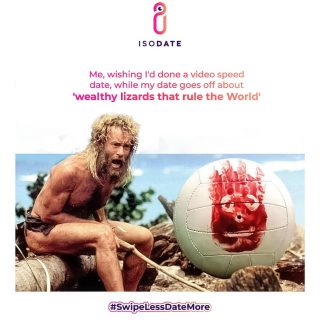 ISODATE
Me, wishing I'd done a video speed
date, while my date goes off about
'wealthy lizards that rule the World'
#SwipeLessDateMore